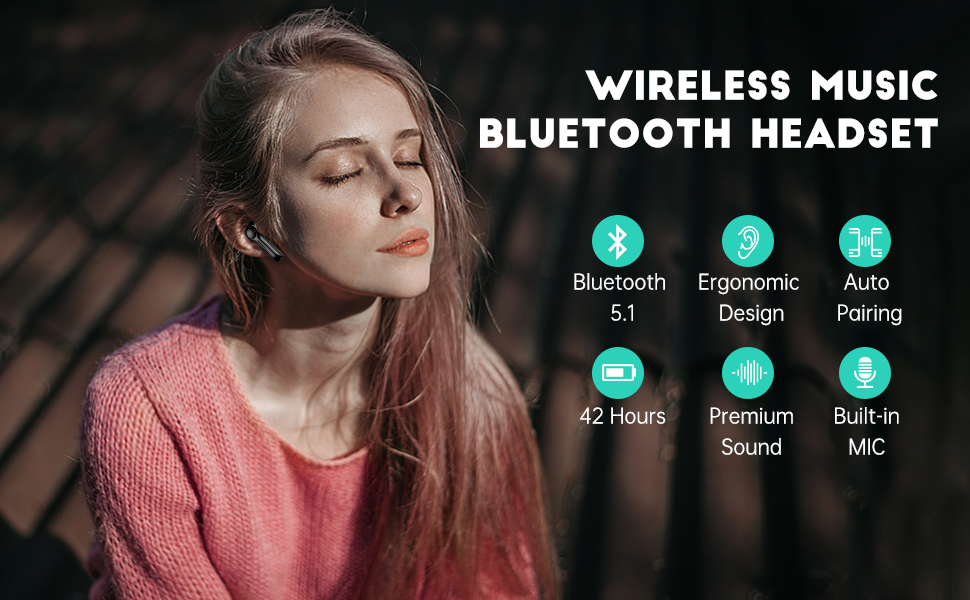 WIRELESS MUSIC
BLUETOOTH HEADSET
Bluetooth
5.1
Ergonomic
Design
Auto
Pairing
42 Hours
Premium
Sound
Built-in
MIC